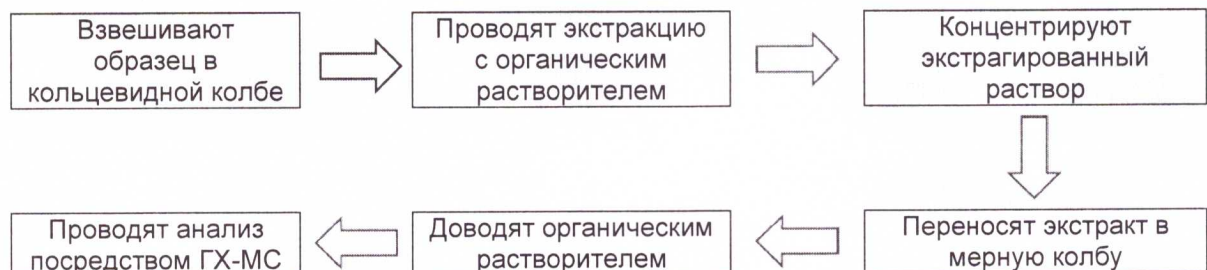 Взвешивают
образец в
кольцевидной колбе
Проводят экстракцию
с органическим
растворителем
Концентрируют
экстрагированный
раствор
Переносят экстракт в
мерную колбу
Доводят органическим
растворителем
Проводят анализ
посредством ГХ-МС